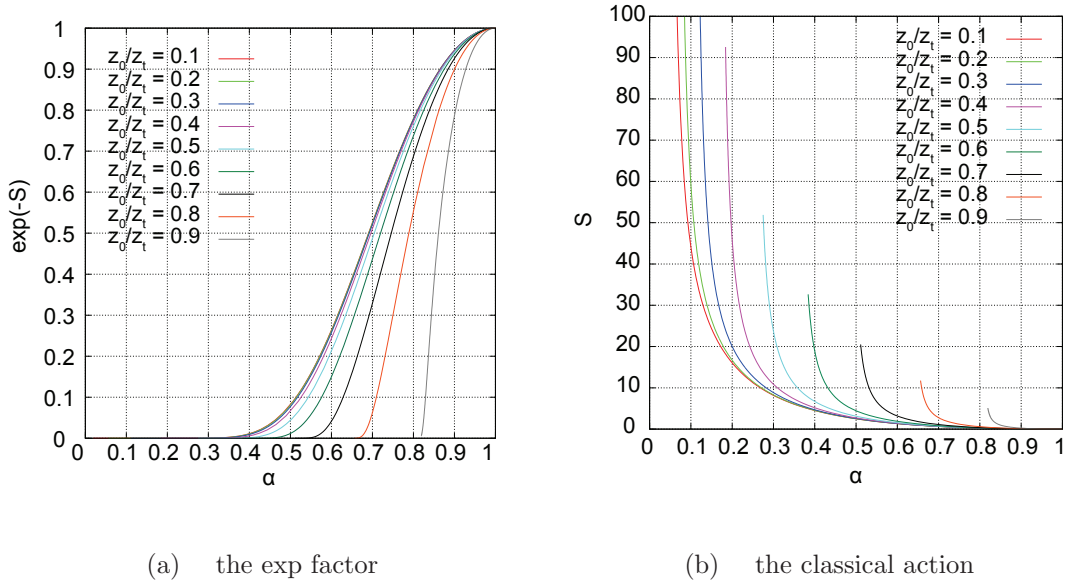 1
0.9
0.8
0.7
0.6
0.5
0.4
0.3
0.2
0.1
0
exp(-S)
z₀/zₜ = 0.1
z₀/zₜ = 0.2
z₀/zₜ = 0.3
z₀/zₜ = 0.4
z₀/zₜ = 0.5
z₀/zₜ = 0.6
z₀/zₜ = 0.7
z₀/zₜ = 0.8
z₀/zₜ = 0.9
0 0.1 0.2 0.3 0.4 0.5 0.6 0.7 0.8 0.9 1
α
(a) the exp factor
100
90
80
70
60
50
40
30
20
10
0
S
z₀/zₜ = 0.1
z₀/zₜ = 0.2
z₀/zₜ = 0.3
z₀/zₜ = 0.4
z₀/zₜ = 0.5
z₀/zₜ = 0.6
z₀/zₜ = 0.7
z₀/zₜ = 0.8
z₀/zₜ = 0.9
0 0.1 0.2 0.3 0.4 0.5 0.6 0.7 0.8 0.9 1
α
(b) the classical action